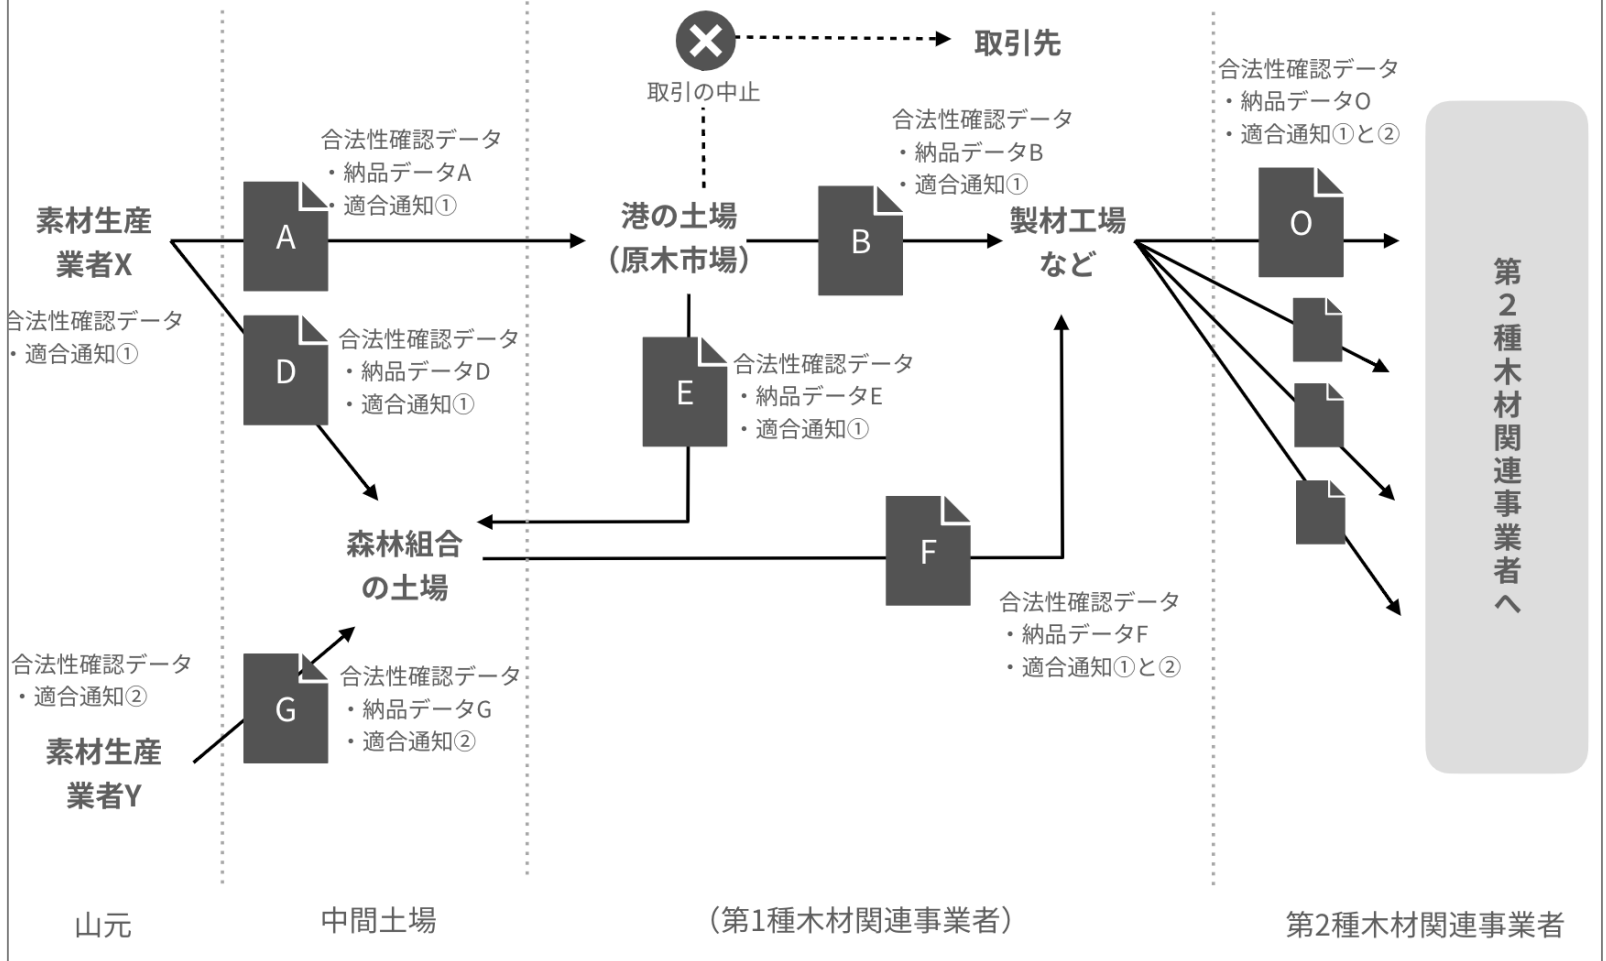 取引先
取引の中止
合法性確認データ
・納品データO
・適合通知①と②
合法性確認データ
・納品データA
・適合通知①
合法性確認データ
・納品データB
・適合通知①
素材生産
業者X
A
港の土場
（原木市場）
B
製材工場
など
O
合法性確認データ
・適合通知①
D
合法性確認データ
・納品データD
・適合通知①
E
合法性確認データ
・納品データE
・適合通知①
第2種木材関連事業者へ
森林組合
の土場
F
合法性確認データ
・納品データF
・適合通知①と②
合法性確認データ
・適合通知②
素材生産
業者Y
G
合法性確認データ
・納品データG
・適合通知②
山元
中間土場
（第1種木材関連事業者）
第2種木材関連事業者